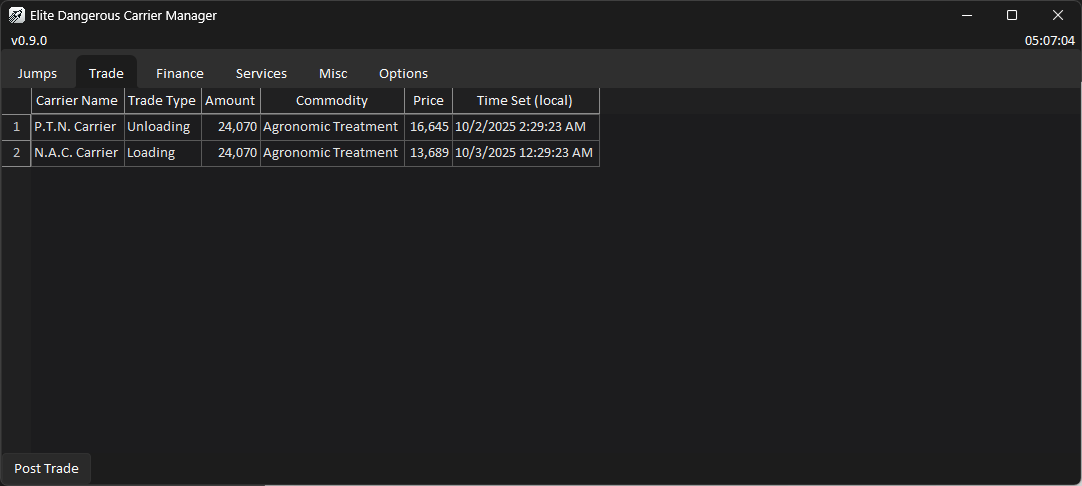 Elite Dangerous Carrier Manager
v0.9.0 05:07:04
Jumps Trade Finance Services Misc Options
Carrier Name Trade Type Amount Commodity Price Time Set (local)
1 P.T.N. Carrier Unloading 24,070 Agronomic Treatment 16,645 10/2/2025 2:29:23 AM
2 N.A.C. Carrier Loading 24,070 Agronomic Treatment 13,689 10/3/2025 12:29:23 AM
Post Trade